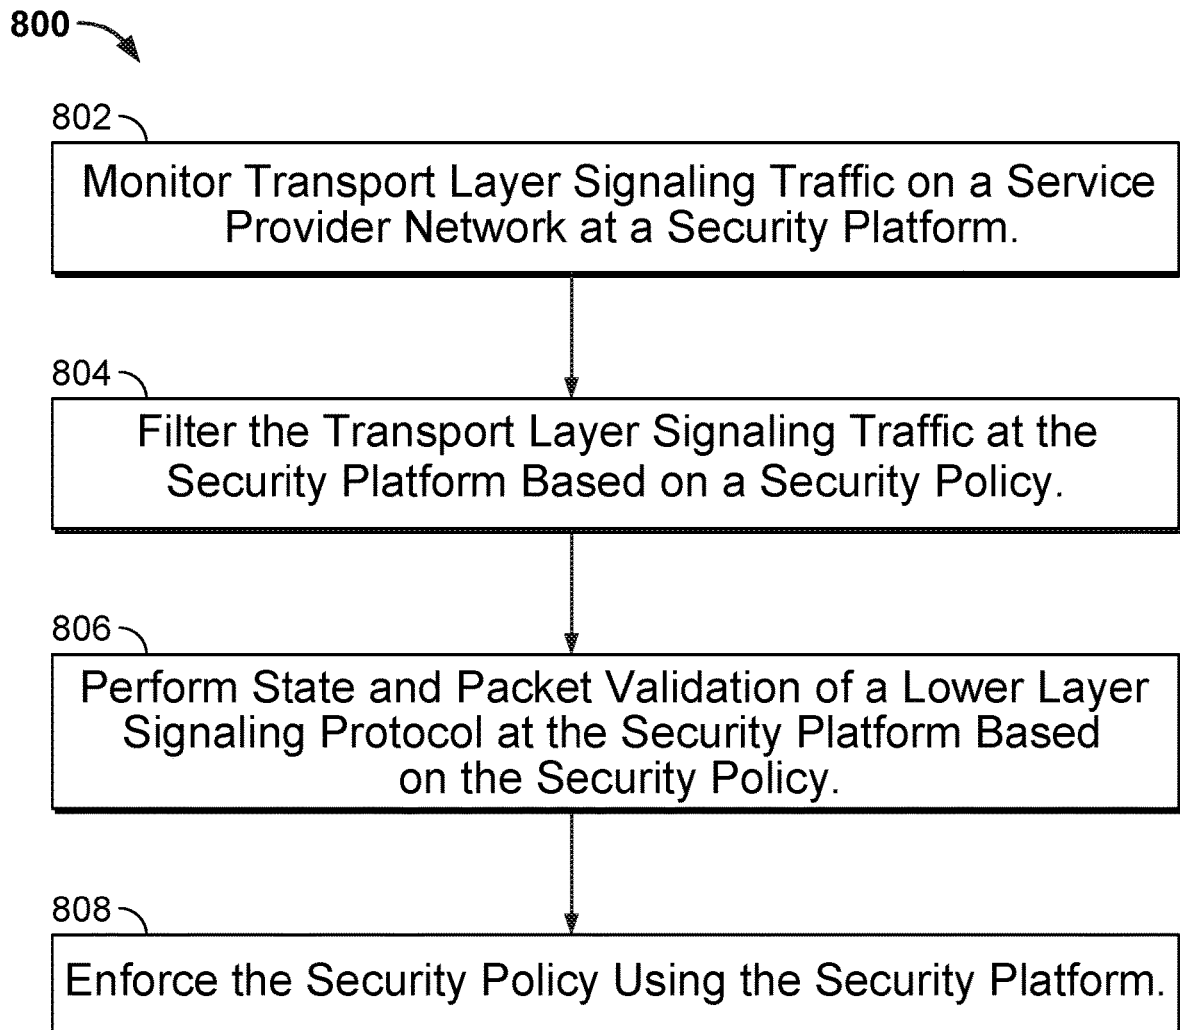 800
802
Monitor Transport Layer Signaling Traffic on a Service
Provider Network at a Security Platform.
804
Filter the Transport Layer Signaling Traffic at the
Security Platform Based on a Security Policy.
806
Perform State and Packet Validation of a Lower Layer
Signaling Protocol at the Security Platform Based
on the Security Policy.
808
Enforce the Security Policy Using the Security Platform.